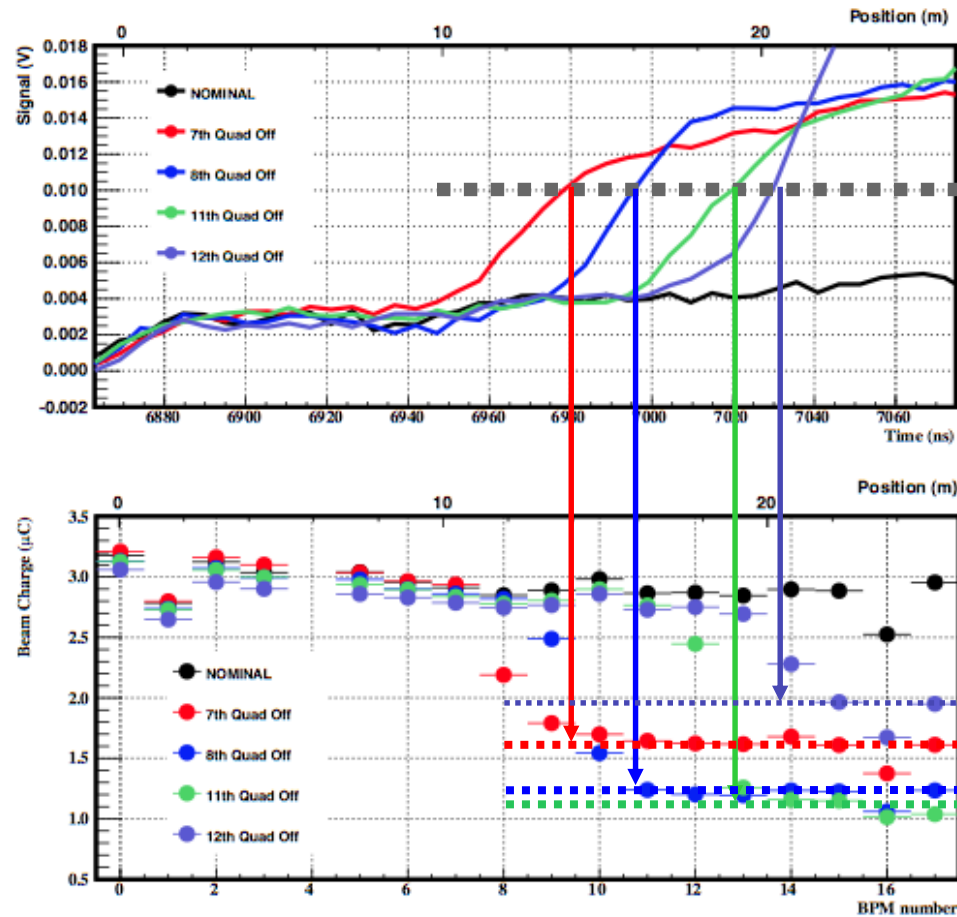 Position (m)
0 10 20
Signal (V)
0.018
0.016
0.014
0.012
0.010
0.008
0.006
0.004
0.002
0.000
-0.002
NOMINAL
7th Quad Off
8th Quad Off
11th Quad Off
12th Quad Off
6880 6900 6920 6940 6960 6980 7000 7020 7040 7060
Time (ns)
0 10 20 Position (m)
Beam Charge (μC)
3.5
3.0
2.5
2.0
1.5
1.0
0.5
NOMINAL
7th Quad Off
8th Quad Off
11th Quad Off
12th Quad Off
0 2 4 6 8 10 12 14 16
BPM number